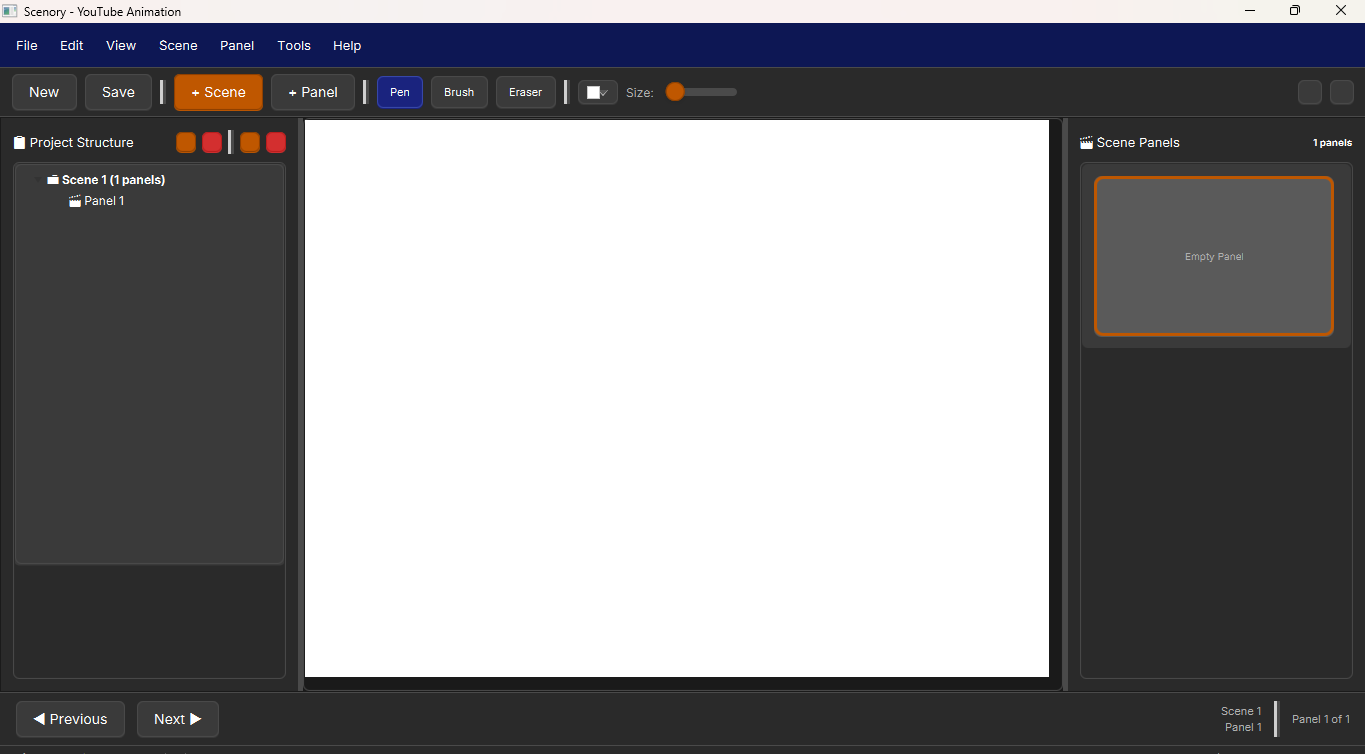 Scenory - YouTube Animation
File Edit View Scene Panel Tools Help
New Save + Scene + Panel Pen Brush Eraser Size:
Project Structure
Scene 1 (1 panels)
Panel 1
Scene Panels 1 panels
Empty Panel
Previous Next
Scene 1
Panel 1
Panel 1 of 1